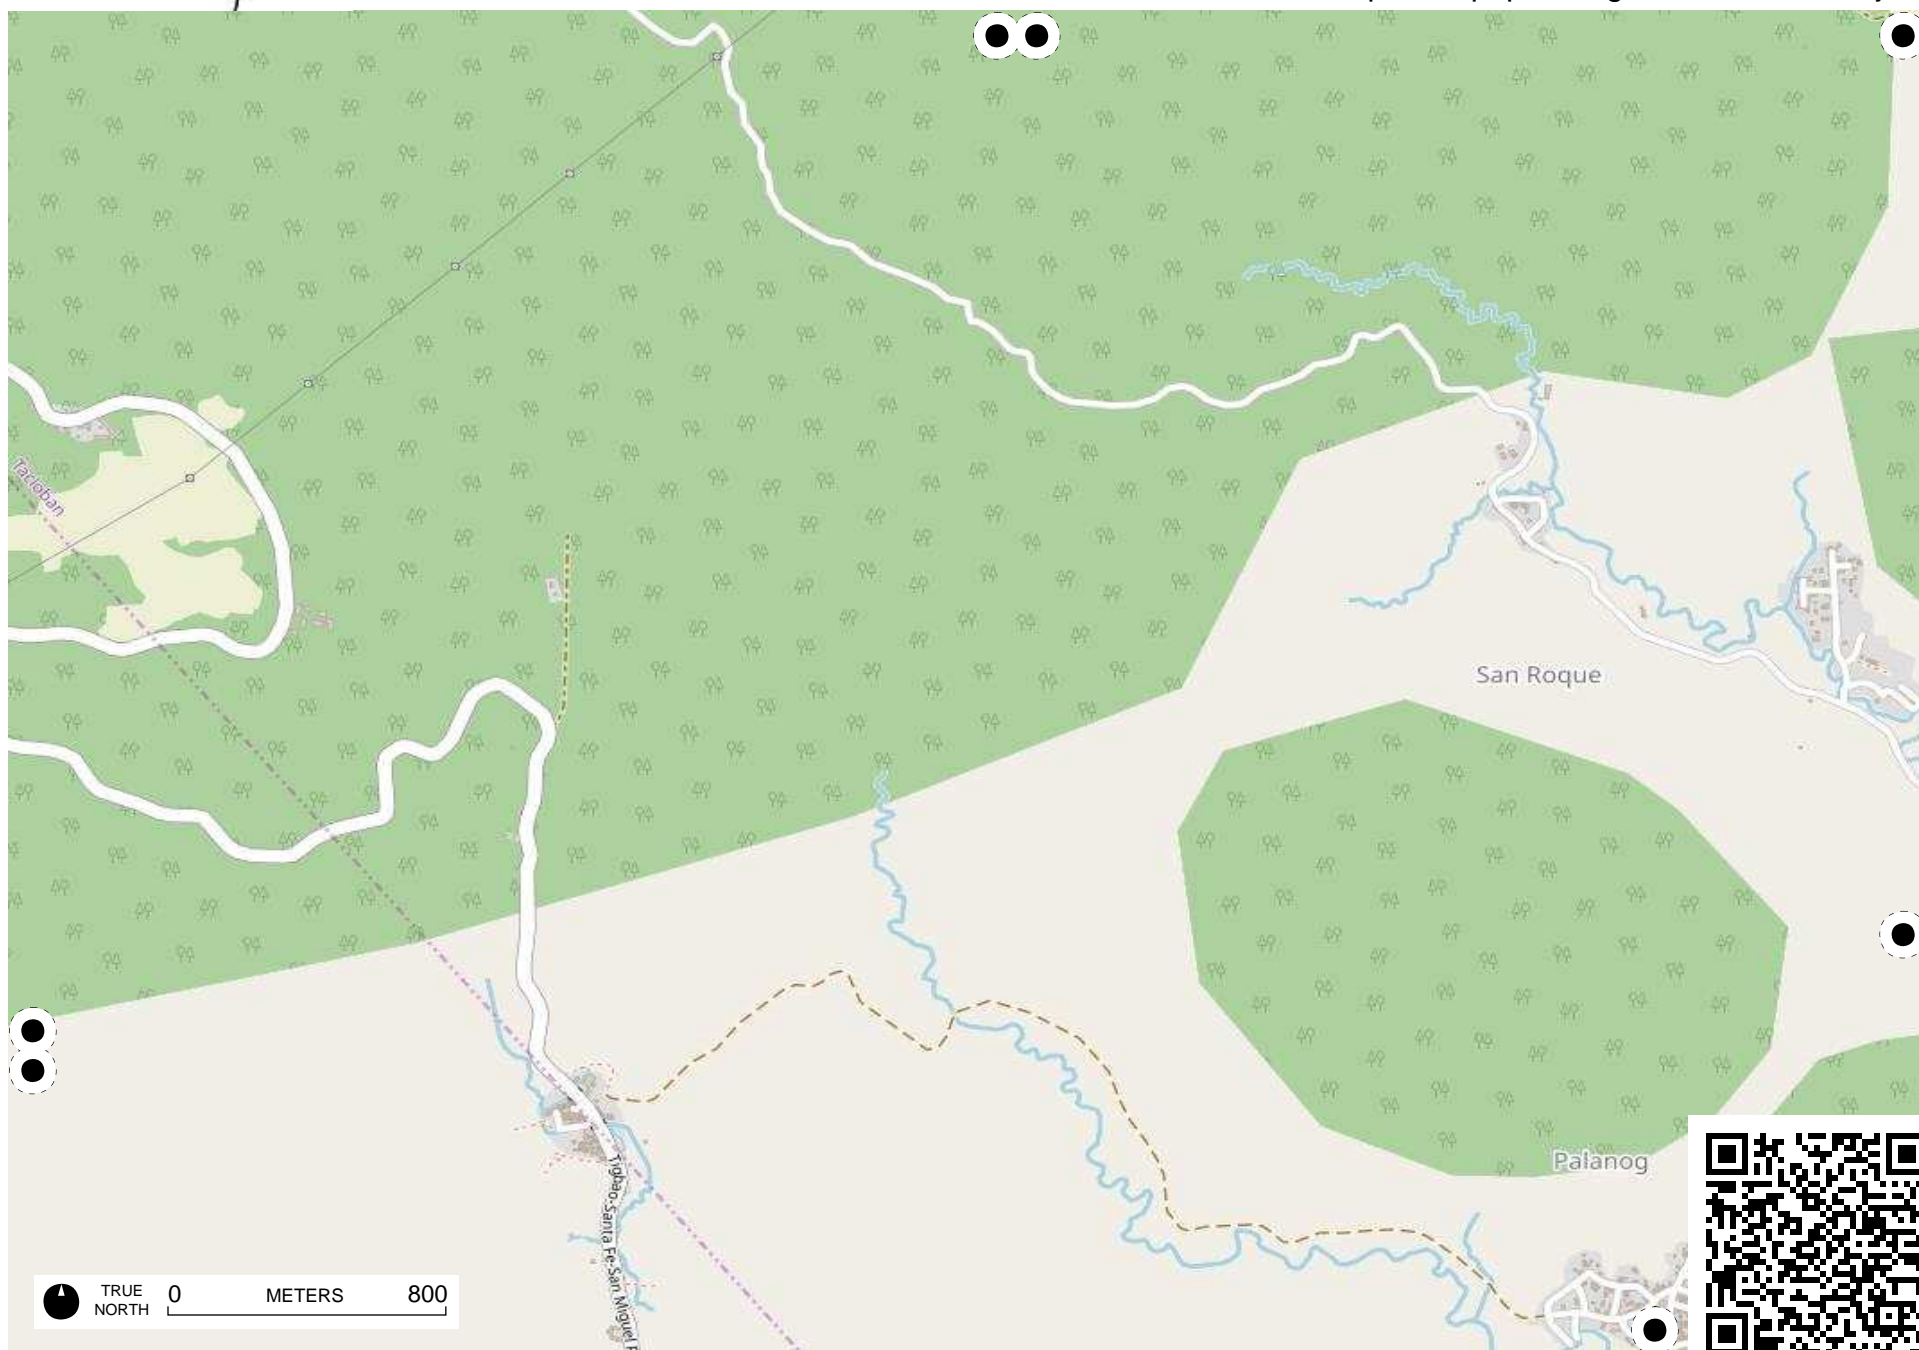 Tacloban
San Roque
Palanog
Tigbao-Santa Fe-San Miguel
TRUE
NORTH
0 METERS 800